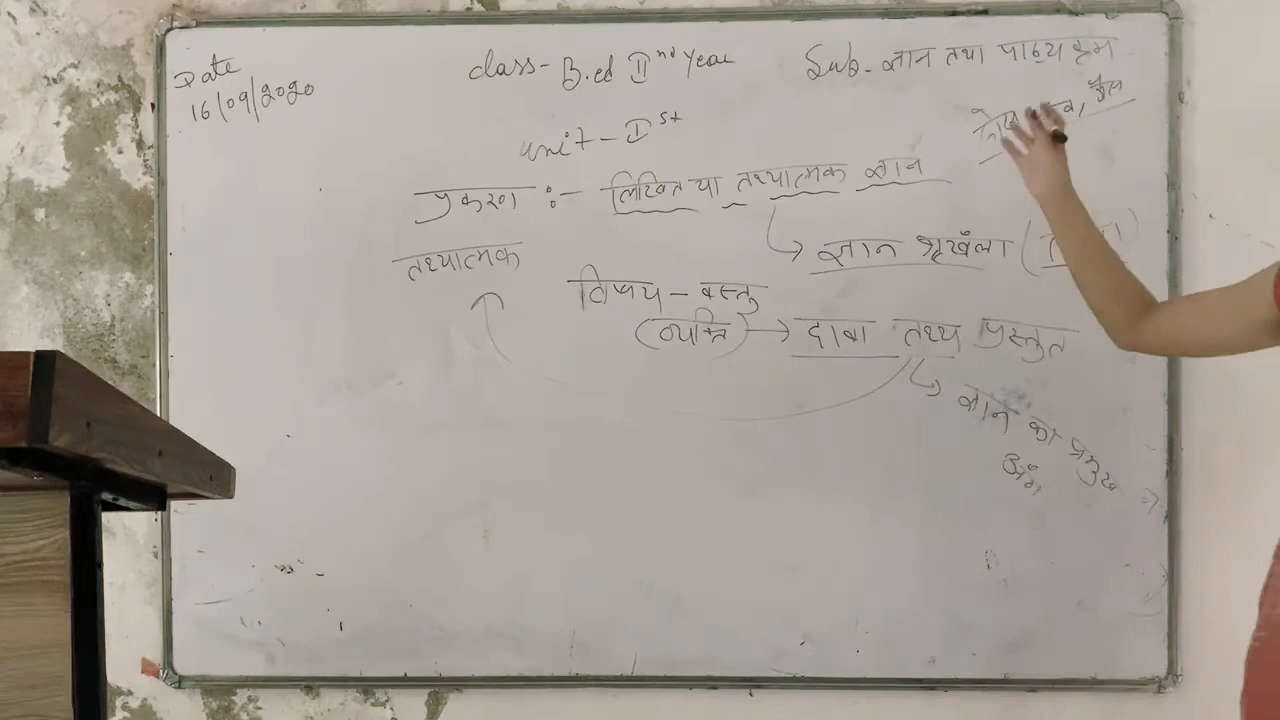 Date
16/09/2020
class- B.ed IInd Year
Sub- ज्ञान तथा पाठ्यक्रम
unit - Ist
प्रकरण :- लिखित या तथ्यात्मक ज्ञान
ज्ञान श्रृखंला
तथ्यात्मक
विषय - वस्तु
(व्यक्ति) → दावा तथ्य प्रस्तुत
ज्ञान का प्रमुख
अंग